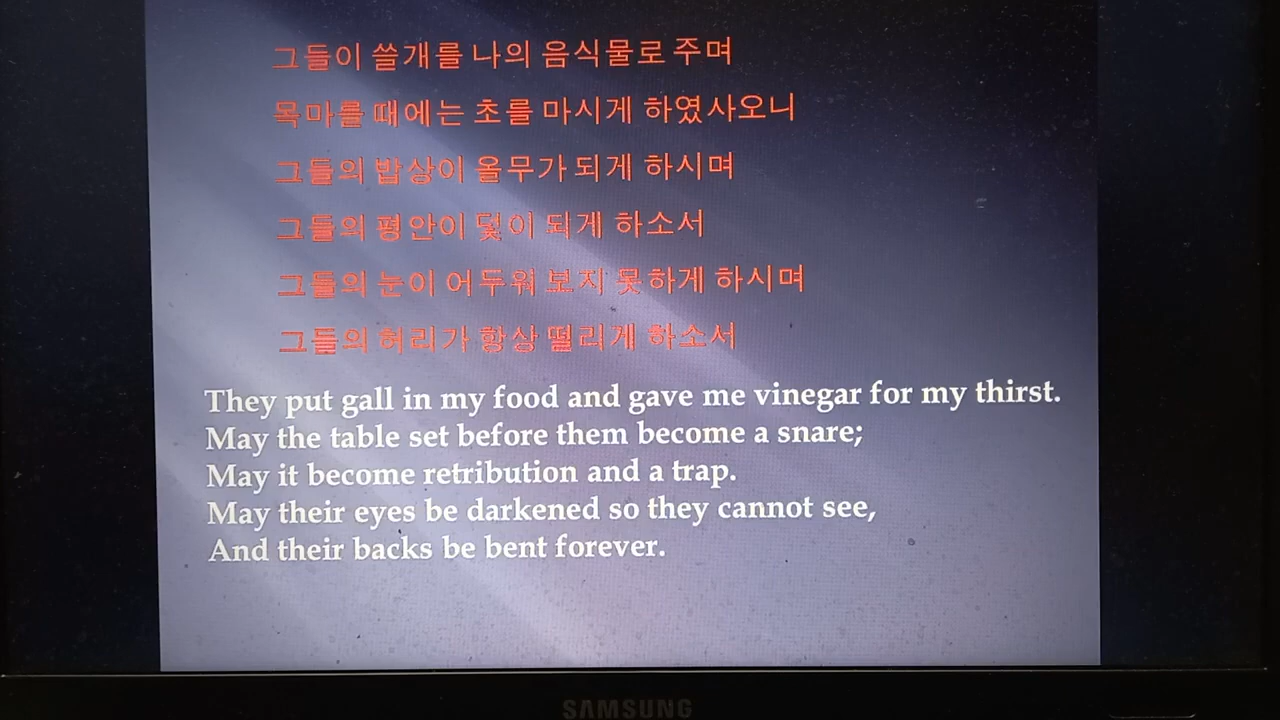 그들이 쓸개를 나의 음식물로 주며
목마를 때에는 초를 마시게 하였사오니
그들의 밥상이 올무가 되게 하시며
그들의 평안이 덫이 되게 하소서
그들의 눈이 어두워 보지 못하게 하시며
그들의 허리가 항상 떨리게 하소서
They put gall in my food and gave me vinegar for my thirst.
May the table set before them become a snare;
May it become retribution and a trap.
May their eyes be darkened so they cannot see,
And their backs be bent forever.
SAMSUNG